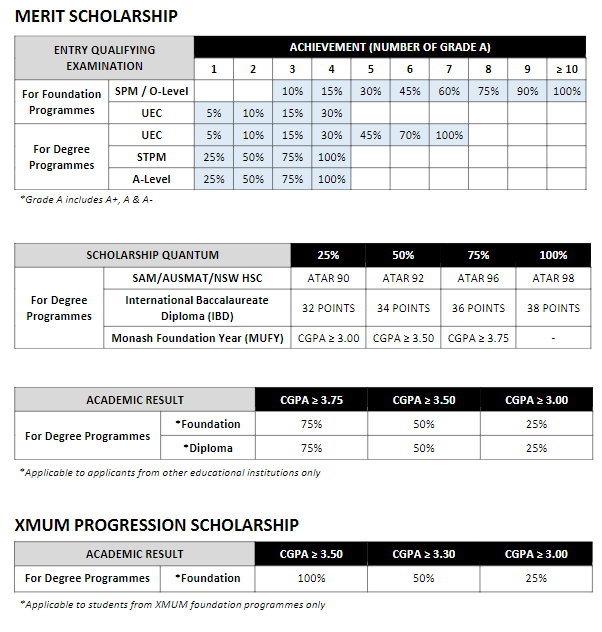 MERIT SCHOLARSHIP
ENTRY QUALIFYING EXAMINATION ACHIEVEMENT (NUMBER OF GRADE A)
1 2 3 4 5 6 7 8 9 ≥ 10
For Foundation Programmes SPM / O-Level 10% 15% 30% 45% 60% 75% 90% 100%
UEC 5% 10% 15% 30%
For Degree Programmes UEC 5% 10% 15% 30% 45% 70% 100%
STPM 25% 50% 75% 100%
A-Level 25% 50% 75% 100%
*Grade A includes A+, A & A-
SCHOLARSHIP QUANTUM 25% 50% 75% 100%
For Degree Programmes SAM/AUSMAT/NSW HSC ATAR 90 ATAR 92 ATAR 96 ATAR 98
International Baccalaureate Diploma (IBD) 32 POINTS 34 POINTS 36 POINTS 38 POINTS
Monash Foundation Year (MUFY) CGPA ≥ 3.00 CGPA ≥ 3.50 CGPA ≥ 3.75 -
ACADEMIC RESULT CGPA ≥ 3.75 CGPA ≥ 3.50 CGPA ≥ 3.00
For Degree Programmes *Foundation 75% 50% 25%
*Diploma 75% 50% 25%
*Applicable to applicants from other educational institutions only
XMUM PROGRESSION SCHOLARSHIP
ACADEMIC RESULT CGPA ≥ 3.50 CGPA ≥ 3.30 CGPA ≥ 3.00
For Degree Programmes *Foundation 100% 50% 25%
*Applicable to students from XMUM foundation programmes only